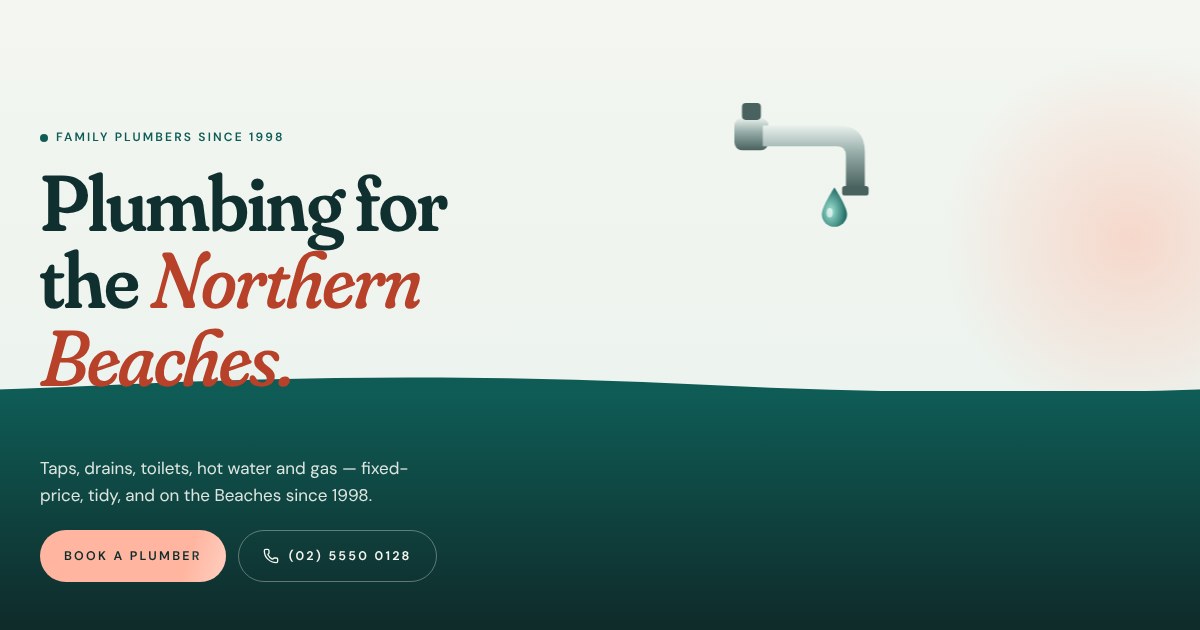 FAMILY PLUMBERS SINCE 1998
Plumbing for
the Northern
Beaches.
Taps, drains, toilets, hot water and gas — fixed-
price, tidy, and on the Beaches since 1998.
BOOK A PLUMBER
(02) 5550 0128